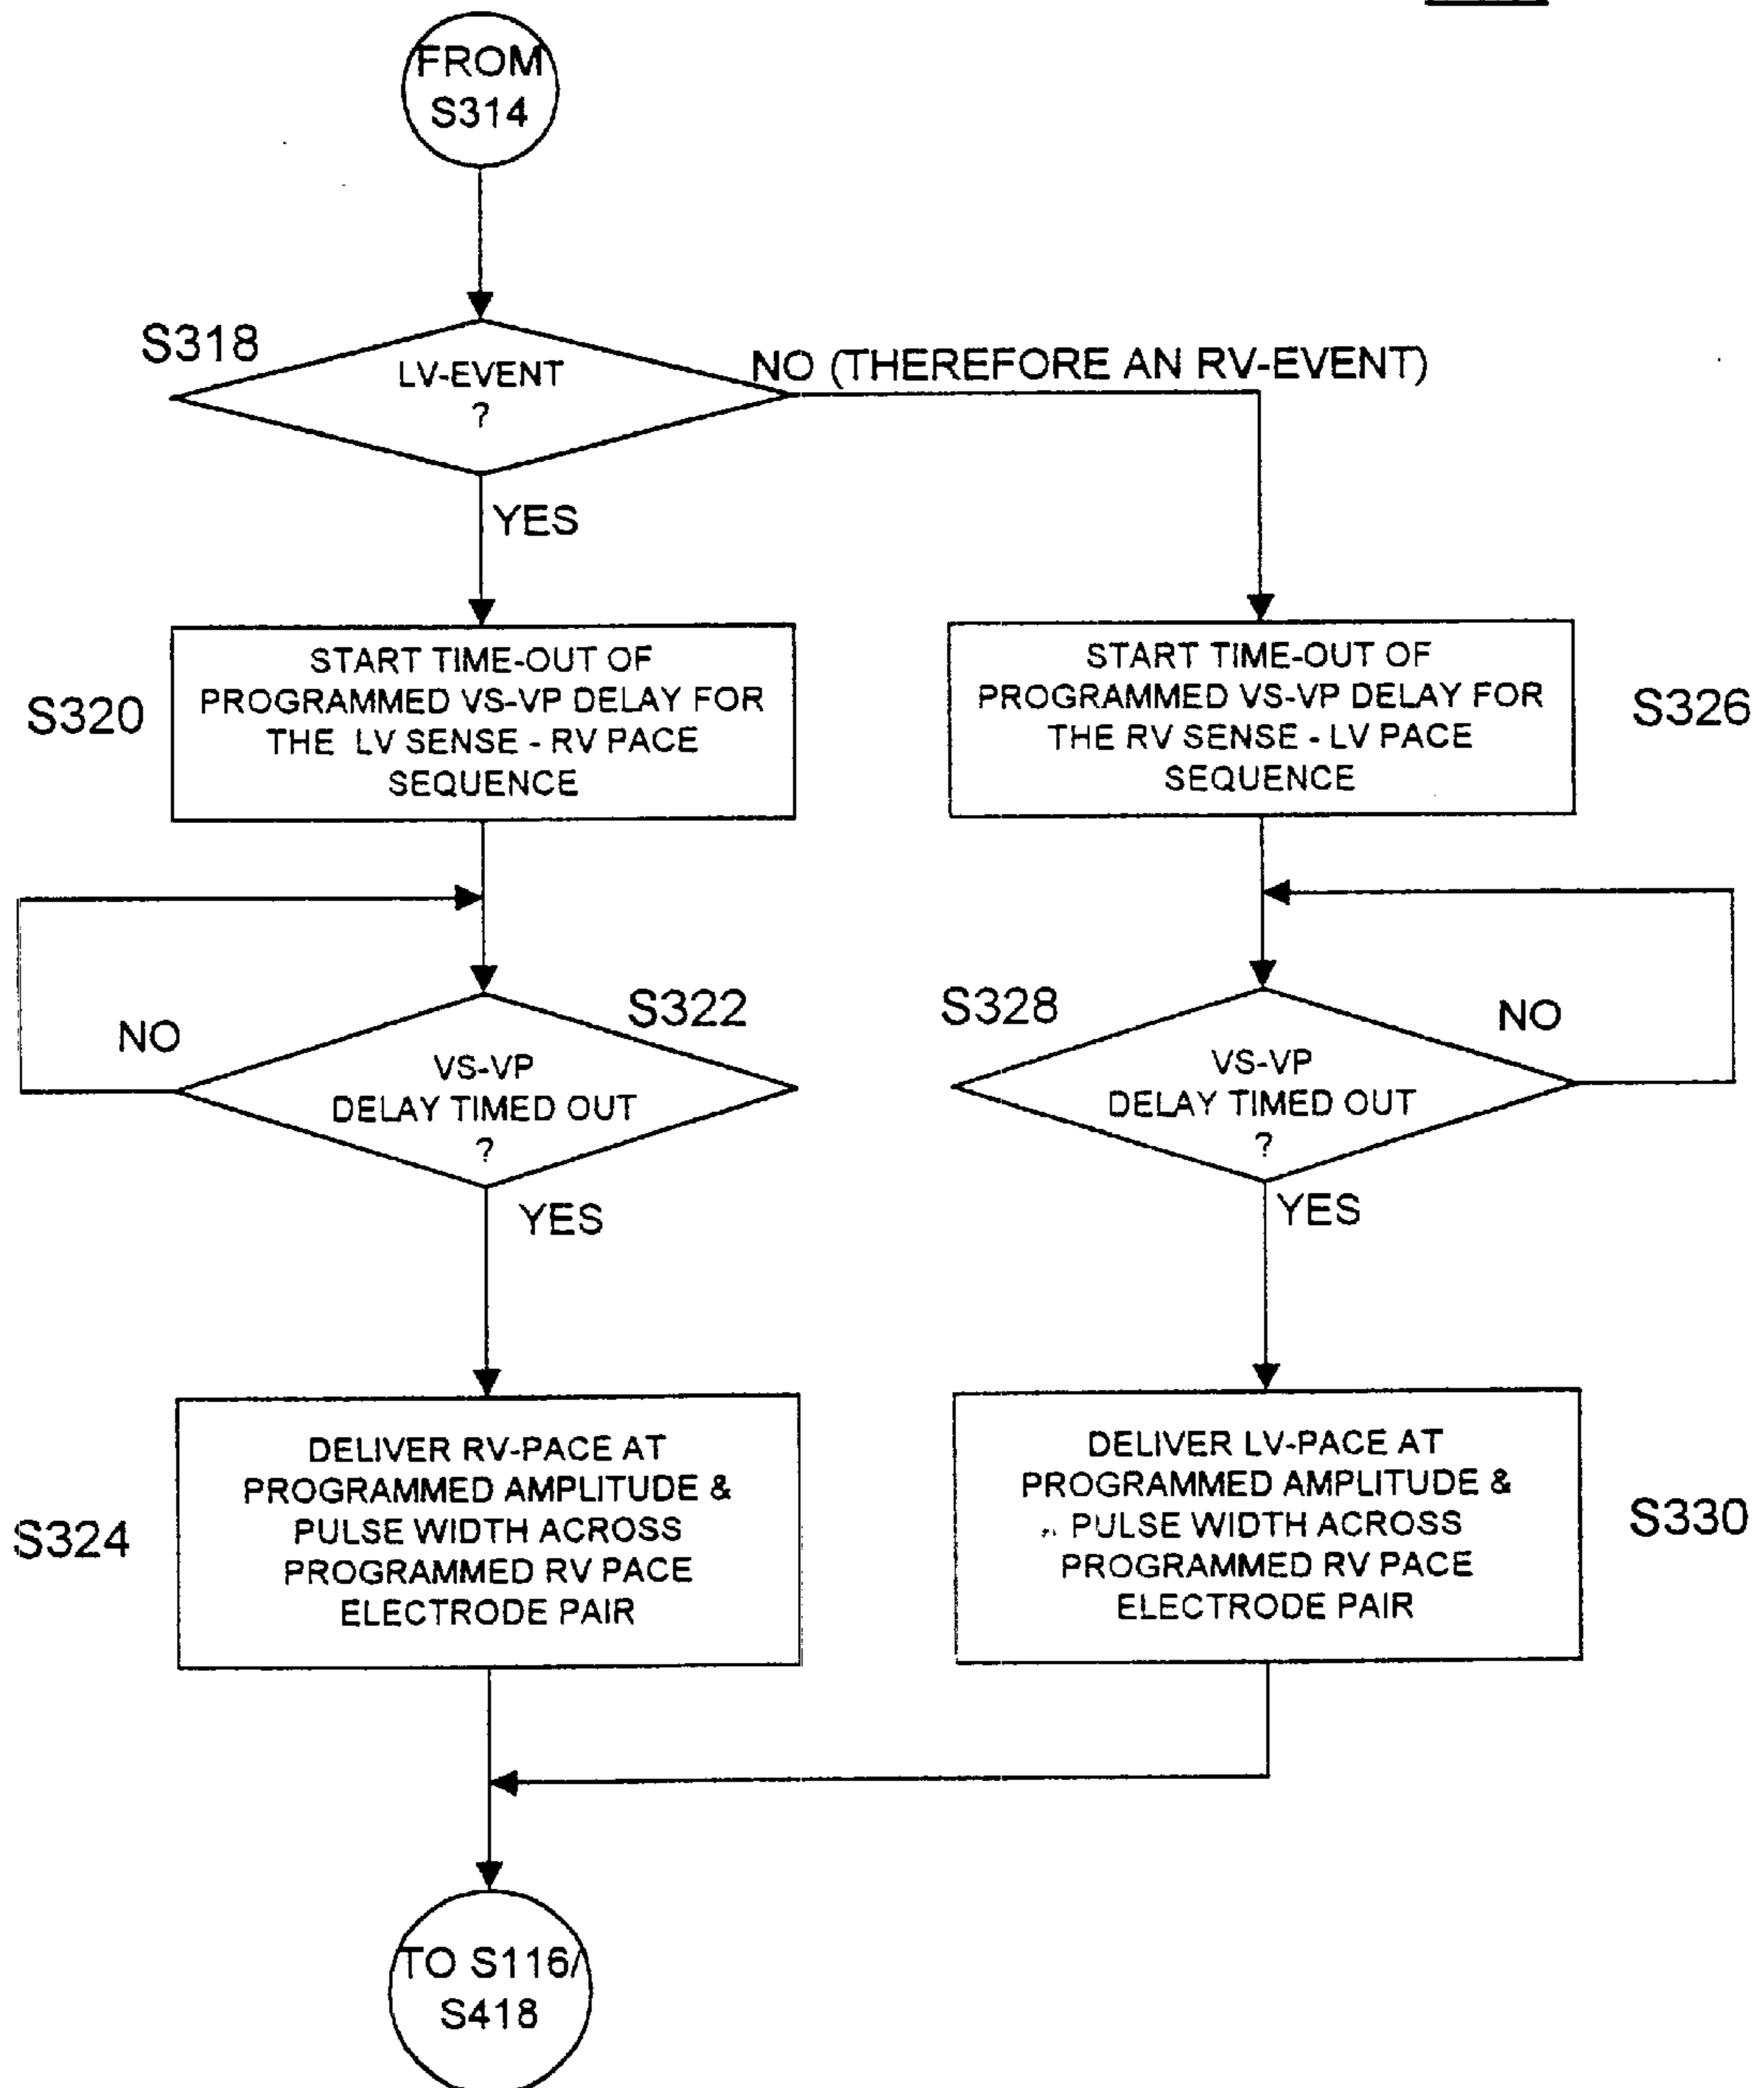 FROM
S314
S318
LV-EVENT
?
NO (THEREFORE AN RV-EVENT)
YES
S320
START TIME-OUT OF
PROGRAMMED VS-VP DELAY FOR
THE LV SENSE - RV PACE
SEQUENCE
START TIME-OUT OF
PROGRAMMED VS-VP DELAY FOR
THE RV SENSE - LV PACE
SEQUENCE
S326
NO
S322
VS-VP
DELAY TIMED OUT
?
YES
S328
NO
VS-VP
DELAY TIMED OUT
?
YES
S324
DELIVER RV-PACE AT
PROGRAMMED AMPLITUDE &
PULSE WIDTH ACROSS
PROGRAMMED RV PACE
ELECTRODE PAIR
DELIVER LV-PACE AT
PROGRAMMED AMPLITUDE &
PULSE WIDTH ACROSS
PROGRAMMED RV PACE
ELECTRODE PAIR
S330
TO S116/
S418